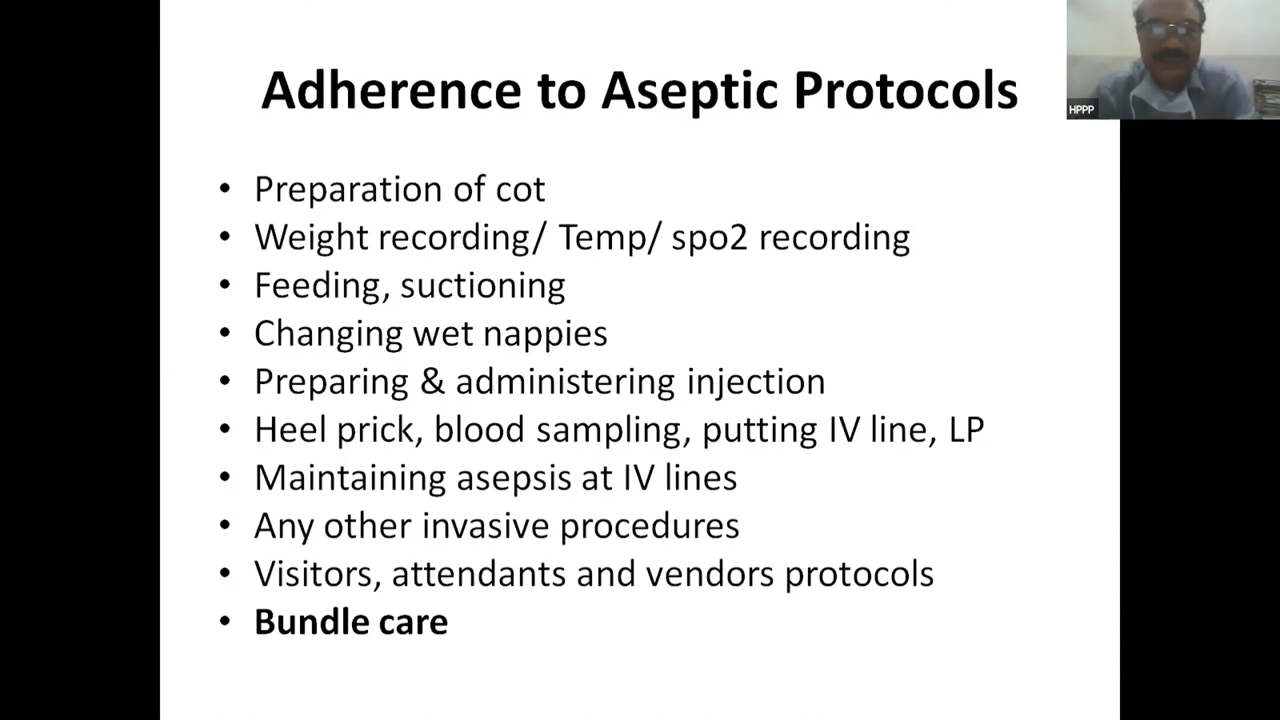 Adherence to Aseptic Protocols
HPPP
• Preparation of cot
• Weight recording/ Temp/ spo2 recording
• Feeding, suctioning
• Changing wet nappies
• Preparing & administering injection
• Heel prick, blood sampling, putting IV line, LP
• Maintaining asepsis at IV lines
• Any other invasive procedures
• Visitors, attendants and vendors protocols
• Bundle care